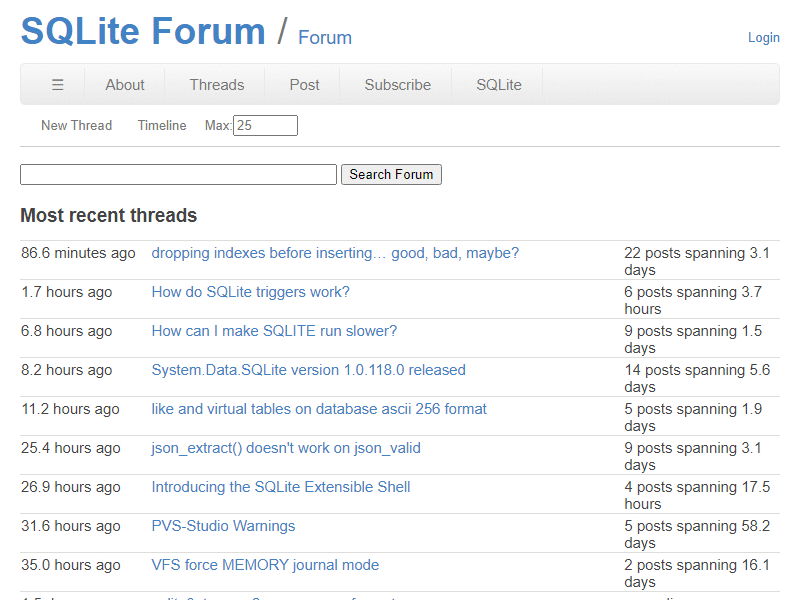 SQLite Forum / Forum
Login
☰ About Threads Post Subscribe SQLite
New Thread Timeline Max: 25
Search Forum
Most recent threads
86.6 minutes ago dropping indexes before inserting… good, bad, maybe? 22 posts spanning 3.1
days
1.7 hours ago How do SQLite triggers work? 6 posts spanning 3.7
hours
6.8 hours ago How can I make SQLITE run slower? 9 posts spanning 1.5
days
8.2 hours ago System.Data.SQLite version 1.0.118.0 released 14 posts spanning 5.6
days
11.2 hours ago like and virtual tables on database ascii 256 format 5 posts spanning 1.9
days
25.4 hours ago json_extract() doesn't work on json_valid 9 posts spanning 3.1
days
26.9 hours ago Introducing the SQLite Extensible Shell 4 posts spanning 17.5
hours
31.6 hours ago PVS-Studio Warnings 5 posts spanning 58.2
days
35.0 hours ago VFS force MEMORY journal mode 2 posts spanning 16.1
days